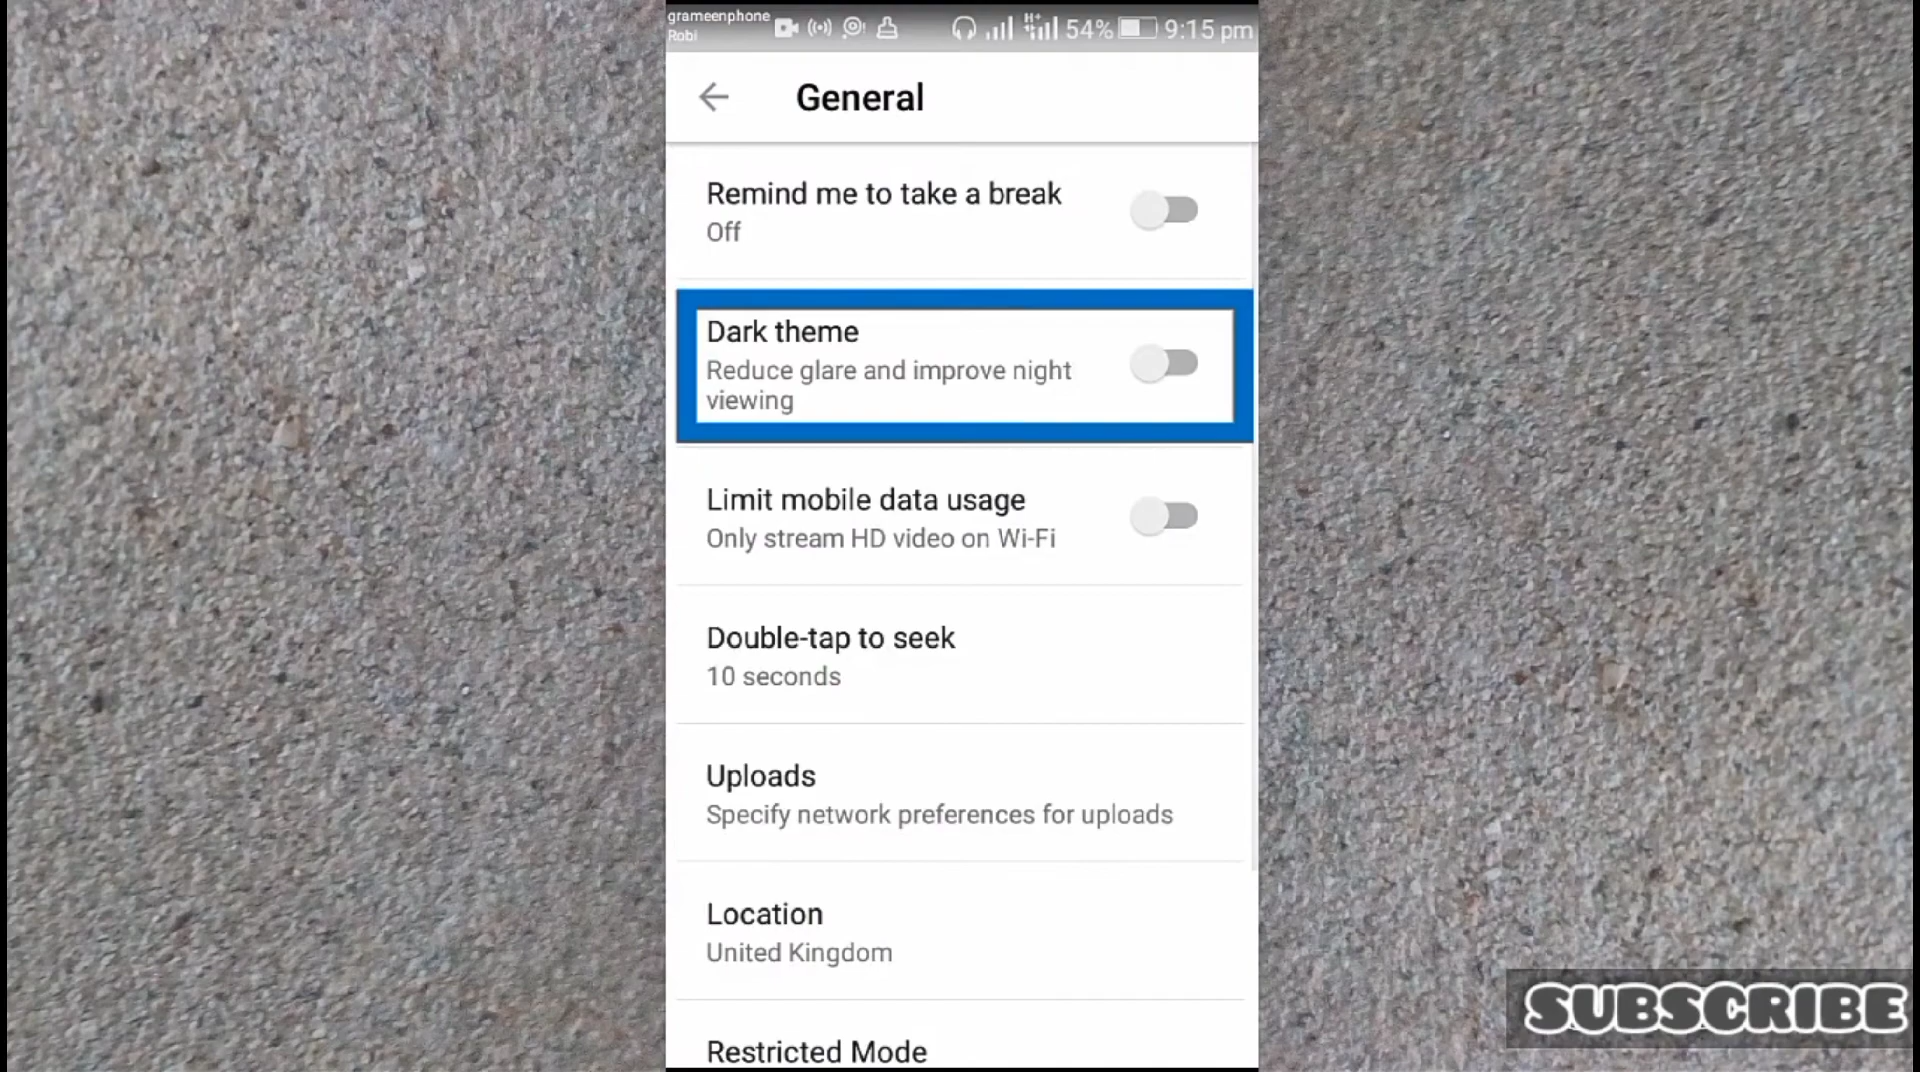 grameenphone
Robi
54% 9:15 pm
General
Remind me to take a break
Off
Dark theme
Reduce glare and improve night
viewing
Limit mobile data usage
Only stream HD video on Wi-Fi
Double-tap to seek
10 seconds
Uploads
Specify network preferences for uploads
Location
United Kingdom
Restricted Mode
SUBSCRIBE